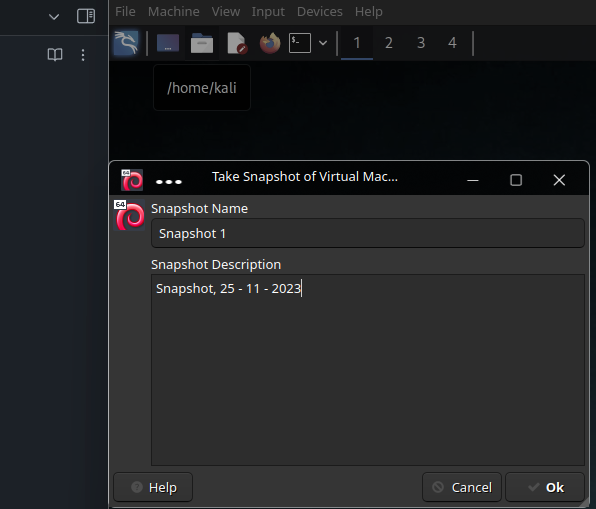 File Machine View Input Devices Help
1 2 3 4
/home/kali
64 Take Snapshot of Virtual Mac...
64 Snapshot Name
Snapshot 1
Snapshot Description
Snapshot, 25 - 11 - 2023
Help Cancel Ok